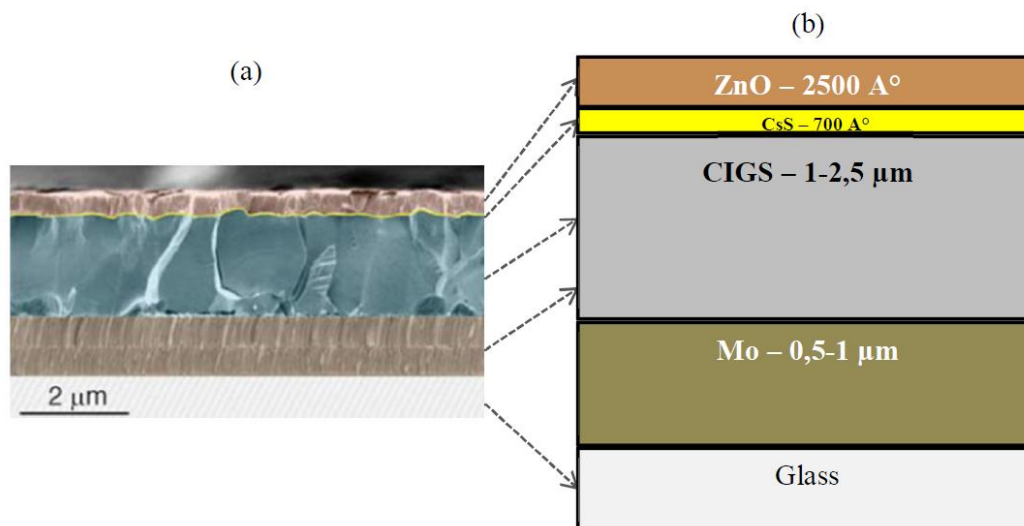 (a)
2 μm
(b)
ZnO – 2500 A°
CsS – 700 A°
CIGS – 1-2,5 μm
Mo – 0,5-1 μm
Glass